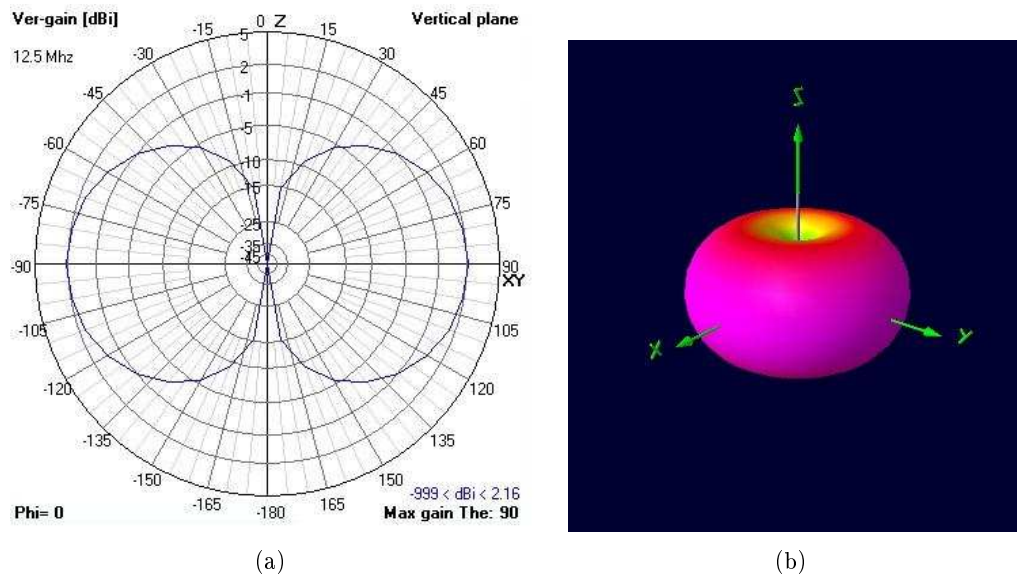 Ver-gain [dBi]
Vertical plane
12.5 Mhz
0 Z
-15 15
-30 30
-45 45
-60 60
-75 75
-90 90
XY
-105 105
-120 120
-135 135
-150 150
-165 165
-180
5
2
-1
-5
-10
-15
-25
-35
-45
-999 < dBi < 2.16
Phi= 0
Max gain The: 90
Z
X
Y
(a)
(b)